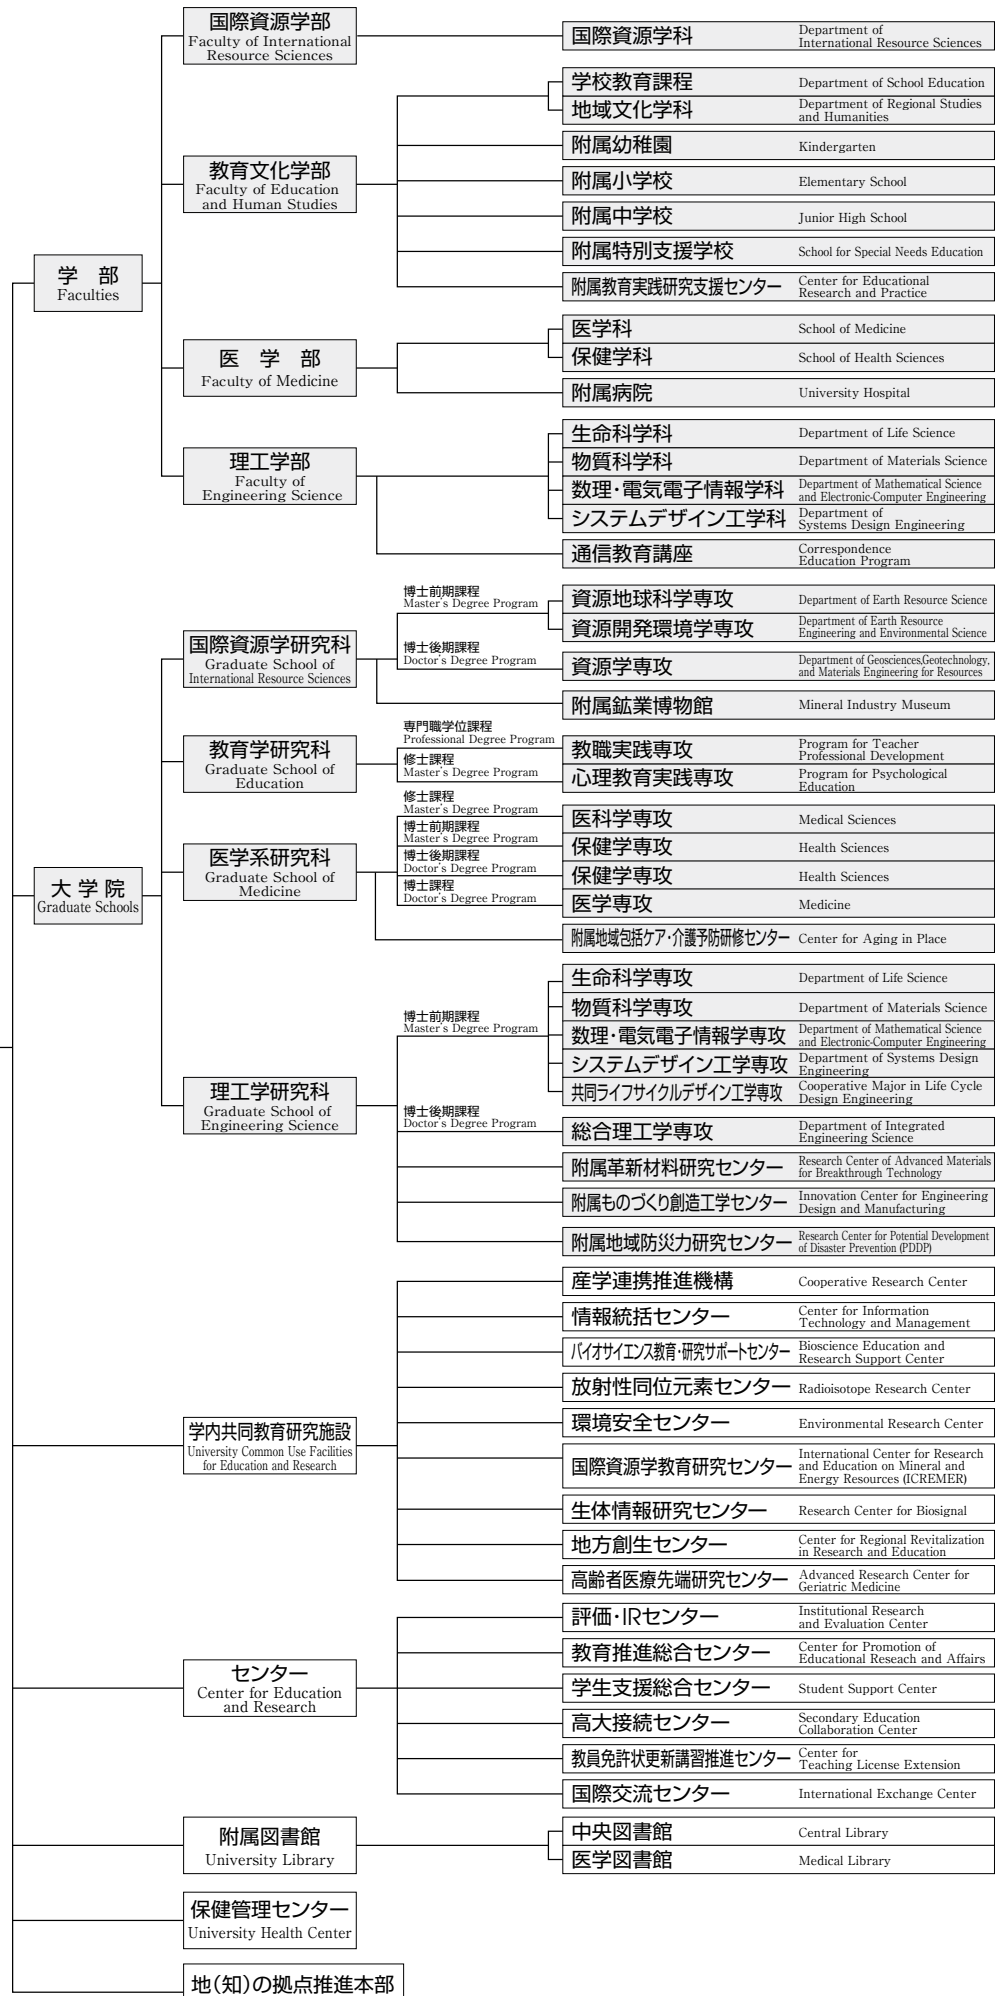 国際資源学部
Faculty of International
Resource Sciences
国際資源学科
Department of
International Resource Sciences
学校教育課程
Department of School Education
地域文化学科
Department of Regional Studies
and Humanities
附属幼稚園
Kindergarten
教育文化学部
Faculty of Education
and Human Studies
附属小学校
Elementary School
附属中学校
Junior High School
附属特別支援学校
School for Special Needs Education
学 部
Faculties
附属教育実践研究支援センター
Center for Educational
Research and Practice
医 学 部
Faculty of Medicine
医学科
School of Medicine
保健学科
School of Health Sciences
附属病院
University Hospital
理工学部
Faculty of
Engineering Science
生命科学科
Department of Life Science
物質科学科
Department of Materials Science
数理・電気電子情報学科
Department of Mathematical Science
and Electronic-Computer Engineering
システムデザイン工学科
Department of
Systems Design Engineering
通信教育講座
Correspondence
Education Program
国際資源学研究科
Graduate School of
International Resource Sciences
博士前期課程
Master's Degree Program
資源地球科学専攻
Department of Earth Resource Science
資源開発環境学専攻
Department of Earth Resource
Engineering and Environmental Science
博士後期課程
Doctor's Degree Program
資源学専攻
Department of Geosciences,Geotechnology,
and Materials Engineering for Resources
附属鉱業博物館
Mineral Industry Museum
教育学研究科
Graduate School of
Education
専門職学位課程
Professional Degree Program
教職実践専攻
Program for Teacher
Professional Development
修士課程
Master's Degree Program
心理教育実践専攻
Program for Psychological
Education
大 学 院
Graduate Schools
医学系研究科
Graduate School of
Medicine
修士課程
Master's Degree Program
医科学専攻
Medical Sciences
博士前期課程
Master's Degree Program
保健学専攻
Health Sciences
博士後期課程
Doctor's Degree Program
保健学専攻
Health Sciences
博士課程
Doctor's Degree Program
医学専攻
Medicine
附属地域包括ケア・介護予防研修センター
Center for Aging in Place
理工学研究科
Graduate School of
Engineering Science
博士前期課程
Master's Degree Program
生命科学専攻
Department of Life Science
物質科学専攻
Department of Materials Science
数理・電気電子情報学専攻
Department of Mathematical Science
and Electronic-Computer Engineering
システムデザイン工学専攻
Department of Systems Design
Engineering
共同ライフサイクルデザイン工学専攻
Cooperative Major in Life Cycle
Design Engineering
博士後期課程
Doctor's Degree Program
総合理工学専攻
Department of Integrated
Engineering Science
附属革新材料研究センター
Research Center of Advanced Materials
for Breakthrough Technology
附属ものづくり創造工学センター
Innovation Center for Engineering
Design and Manufacturing
附属地域防災力研究センター
Research Center for Potential Development
of Disaster Prevention (PDDP)
学内共同教育研究施設
University Common Use Facilities
for Education and Research
産学連携推進機構
Cooperative Research Center
情報統括センター
Center for Information
Technology and Management
バイオサイエンス教育・研究サポートセンター
Bioscience Education and
Research Support Center
放射性同位元素センター
Radioisotope Research Center
環境安全センター
Environmental Research Center
国際資源学教育研究センター
International Center for Research
and Education on Mineral and
Energy Resources (ICREMER)
生体情報研究センター
Research Center for Biosignal
地方創生センター
Center for Regional Revitalization
in Research and Education
高齢者医療先端研究センター
Advanced Research Center for
Geriatric Medicine
センター
Center for Education
and Research
評価・IRセンター
Institutional Research
and Evaluation Center
教育推進総合センター
Center for Promotion of
Educational Reseach and Affairs
学生支援総合センター
Student Support Center
高大接続センター
Secondary Education
Collaboration Center
教員免許状更新講習推進センター
Center for
Teaching License Extension
国際交流センター
International Exchange Center
附属図書館
University Library
中央図書館
Central Library
医学図書館
Medical Library
保健管理センター
University Health Center
地(知)の拠点推進本部